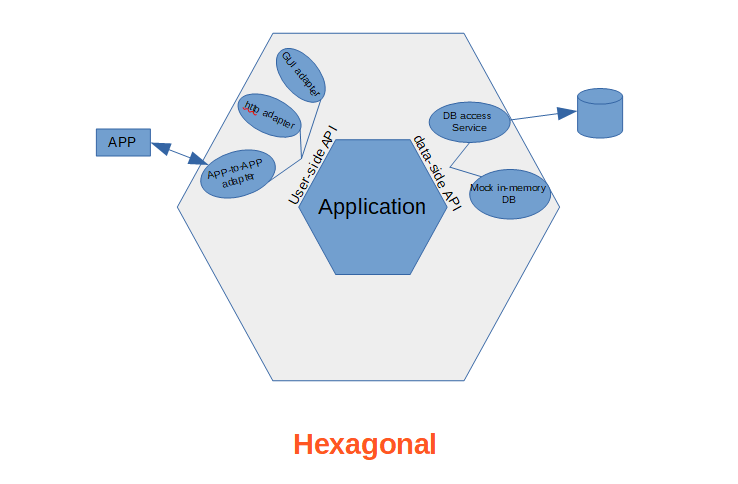 GUI adapter
http adapter
APP
APP-to-APP
adapter
User-side API
data-side API
DB access
Service
Mock in-memory
DB
Application
Hexagonal